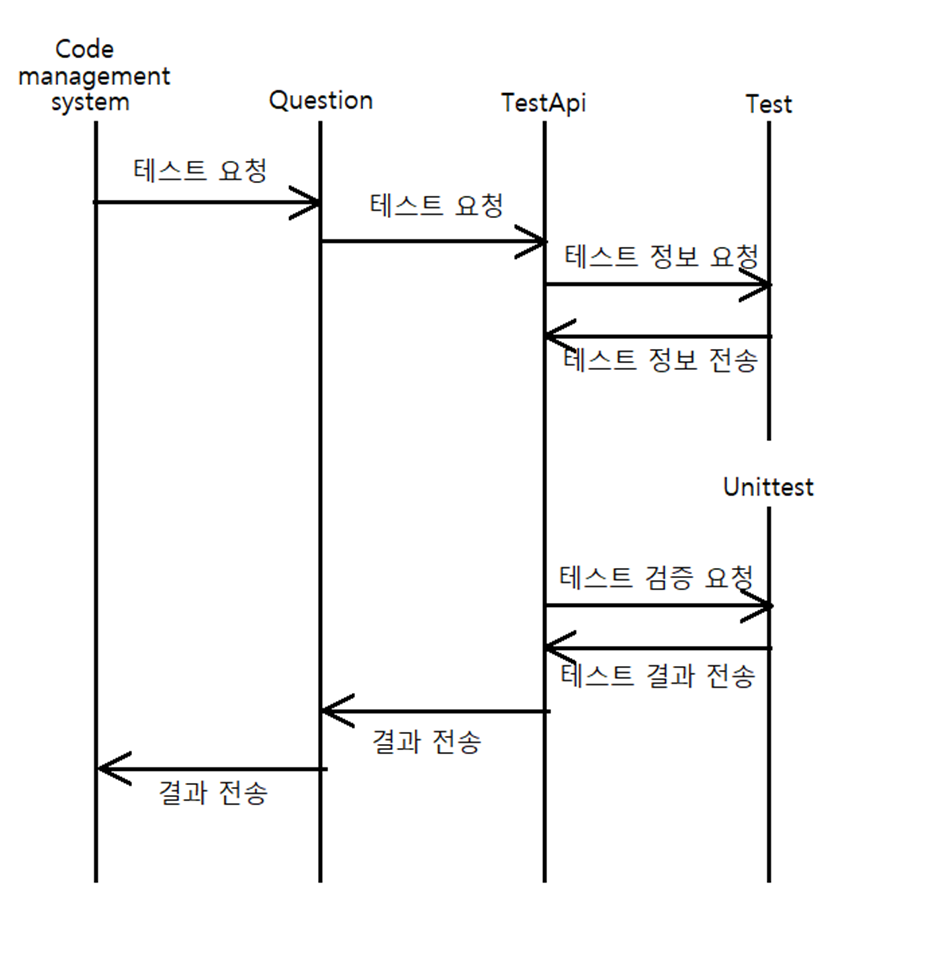 Code
management
system
Question
TestApi
Test
테스트 요청
테스트 요청
테스트 정보 요청
테스트 정보 전송
Unittest
테스트 검증 요청
테스트 결과 전송
결과 전송
결과 전송